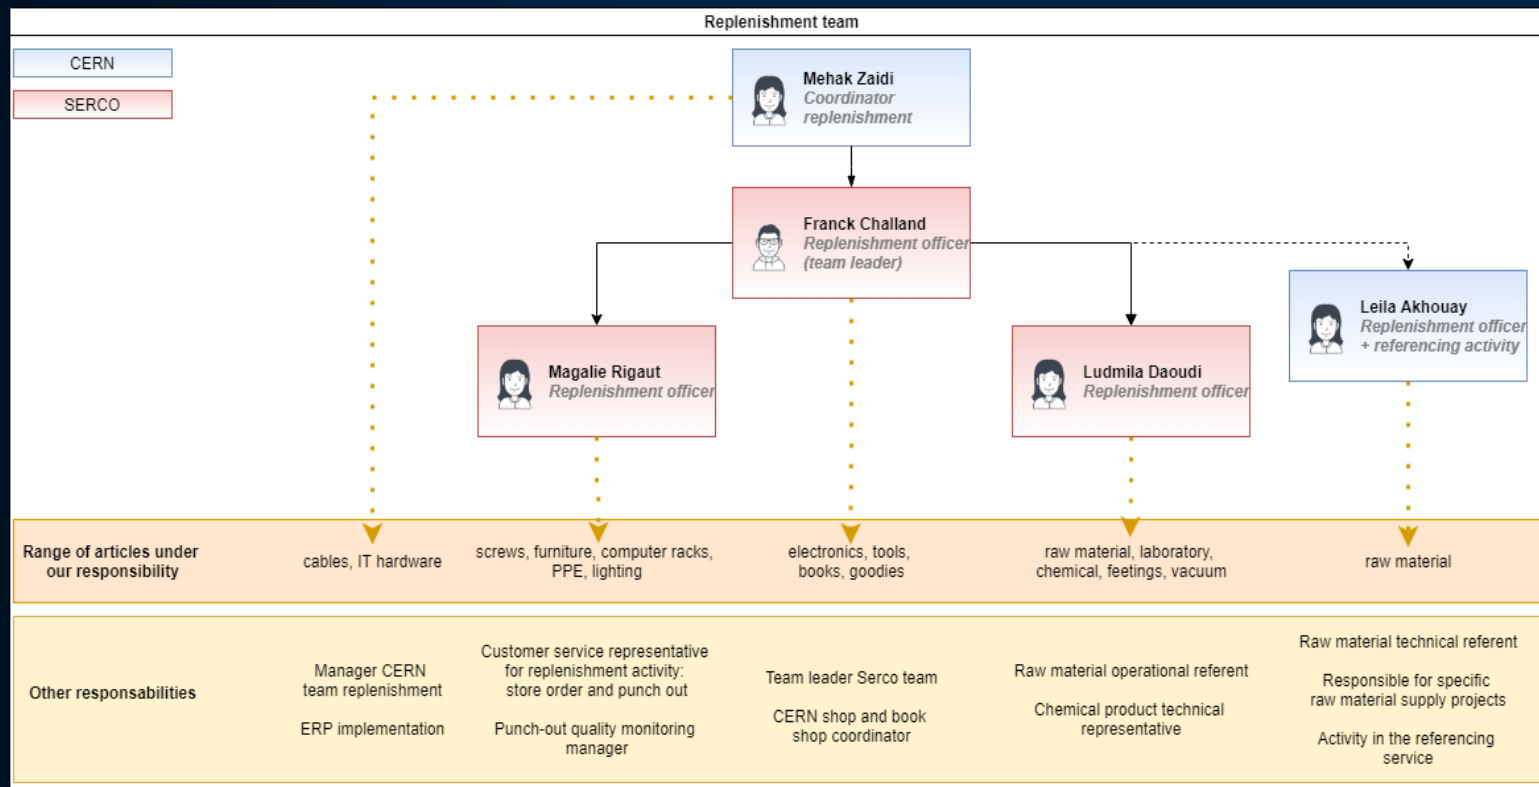 Replenishment team
CERN
SERCO
Mehak Zaidi
Coordinator
replenishment
Franck Challand
Replenishment officer
(team leader)
Leila Akhouay
Replenishment officer
+ referencing activity
Magalie Rigaut
Replenishment officer
Ludmila Daoudi
Replenishment officer
Range of articles under
our responsibility
cables, IT hardware
screws, furniture, computer racks,
PPE, lighting
electronics, tools,
books, goodies
raw material, laboratory,
chemical, feetings, vacuum
raw material
Other responsabilities
Manager CERN
team replenishment
ERP implementation
Customer service representative
for replenishment activity:
store order and punch out
Punch-out quality monitoring
manager
Team leader Serco team
CERN shop and book
shop coordinator
Raw material operational referent
Chemical product technical
representative
Raw material technical referent
Responsible for specific
raw material supply projects
Activity in the referencing
service